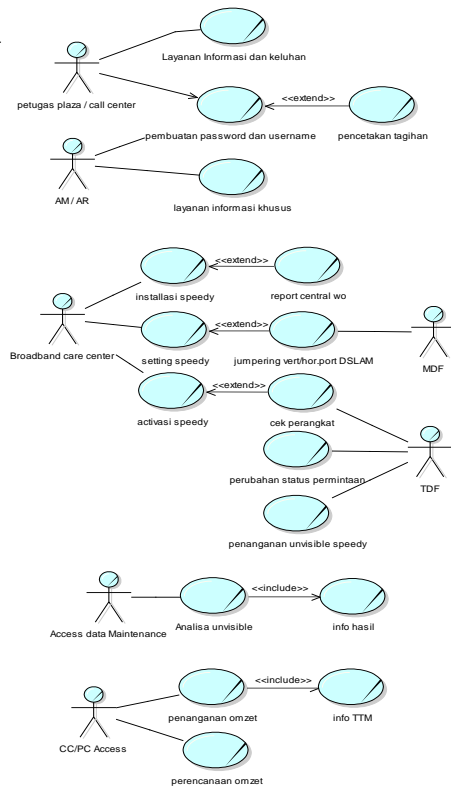 Layanan Informasi dan keluhan
petugas plaza / call center
<<extend>>
pembuatan password dan username
pencetakan tagihan
AM / AR
layanan informasi khusus
<<extend>>
installasi speedy
report central wo
<<extend>>
Broadband care center
setting speedy
jumpering vert/hor.port DSLAM
MDF
<<extend>>
activasi speedy
cek perangkat
perubahan status permintaan
TDF
penanganan unvisible speedy
<<include>>
Access data Maintenance
Analisa unvisible
info hasil
<<include>>
penanganan omzet
info TTM
CC/PC Access
perencanaan omzet